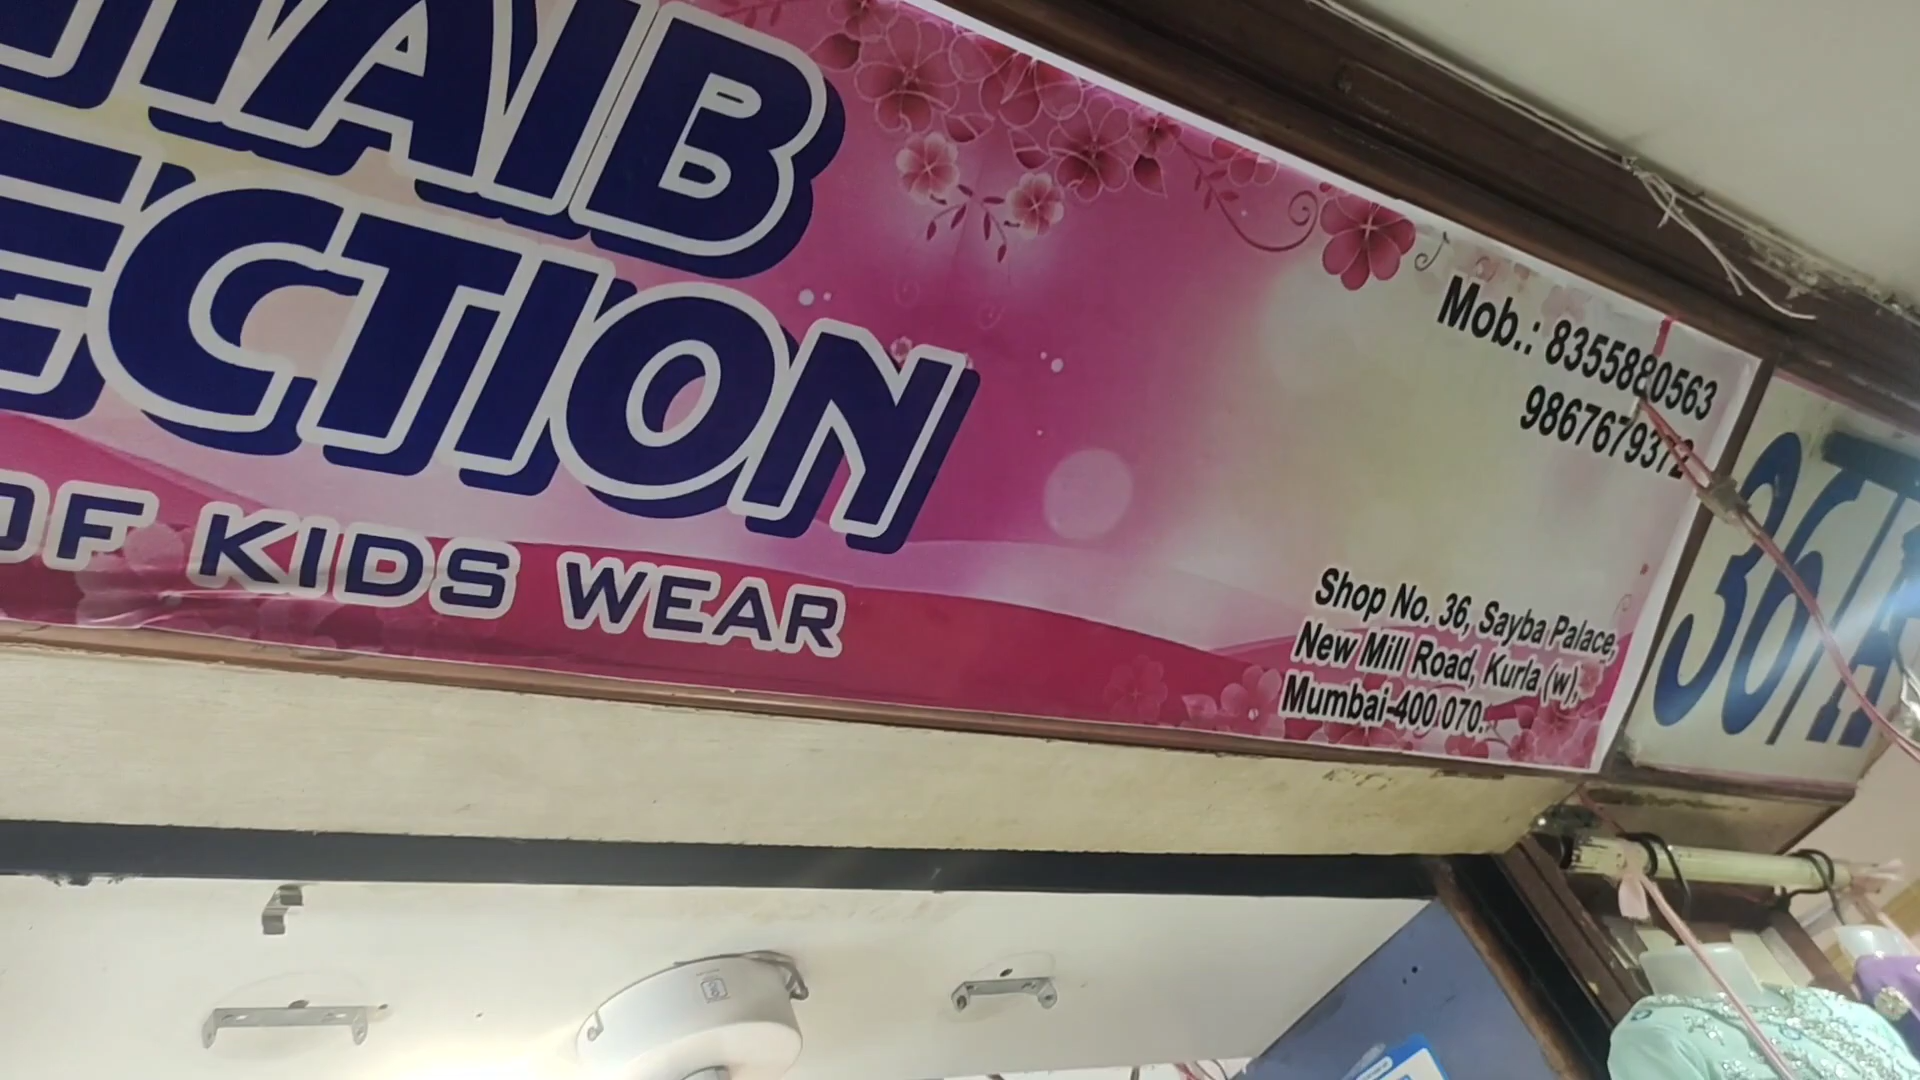 ECTION
OF KIDS WEAR
Mob.: 8355880563
9867679372
Shop No. 36, Sayba Palace,
New Mill Road, Kurla (w),
Mumbai-400 070.